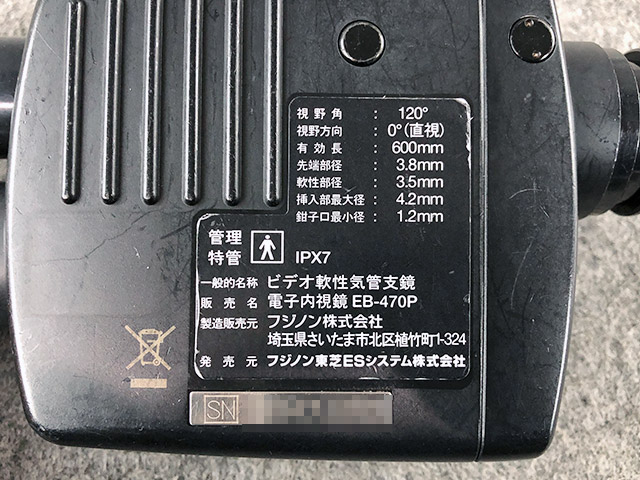 視野角 : 120°
視野方向 : 0°(直視)
有効長 : 600mm
先端部径 : 3.8mm
軟性部径 : 3.5mm
挿入部最大径 : 4.2mm
鉗子口最小径 : 1.2mm
管理
特管 IPX7
一般的名称 ビデオ軟性気管支鏡
販売名 電子内視鏡 EB-470P
製造販売元 フジノン株式会社
埼玉県さいたま市北区植竹町1-324
発売元 フジノン東芝ESシステム株式会社
SN